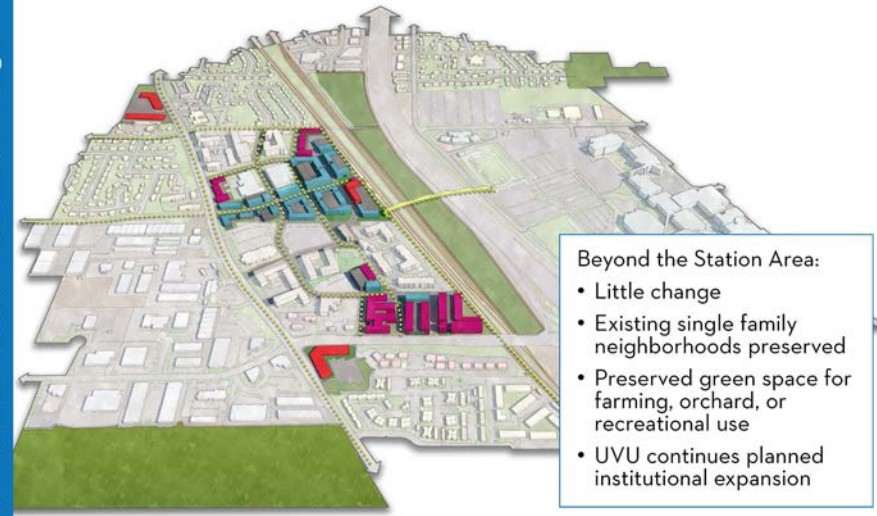 Beyond the Station Area:
• Little change
• Existing single family
neighborhoods preserved
• Preserved green space for
farming, orchard, or
recreational use
• UVU continues planned
institutional expansion